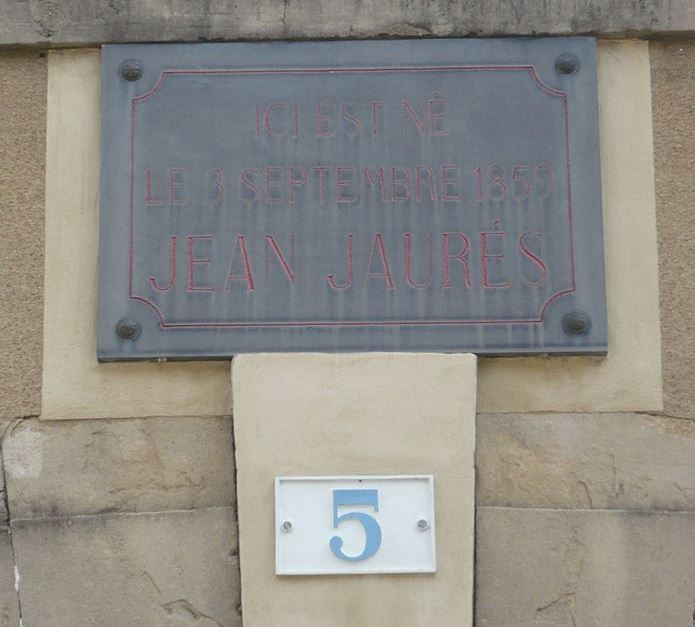 ICI EST NÉ
LE 3 SEPTEMBRE 1859
JEAN JAURÉS
5